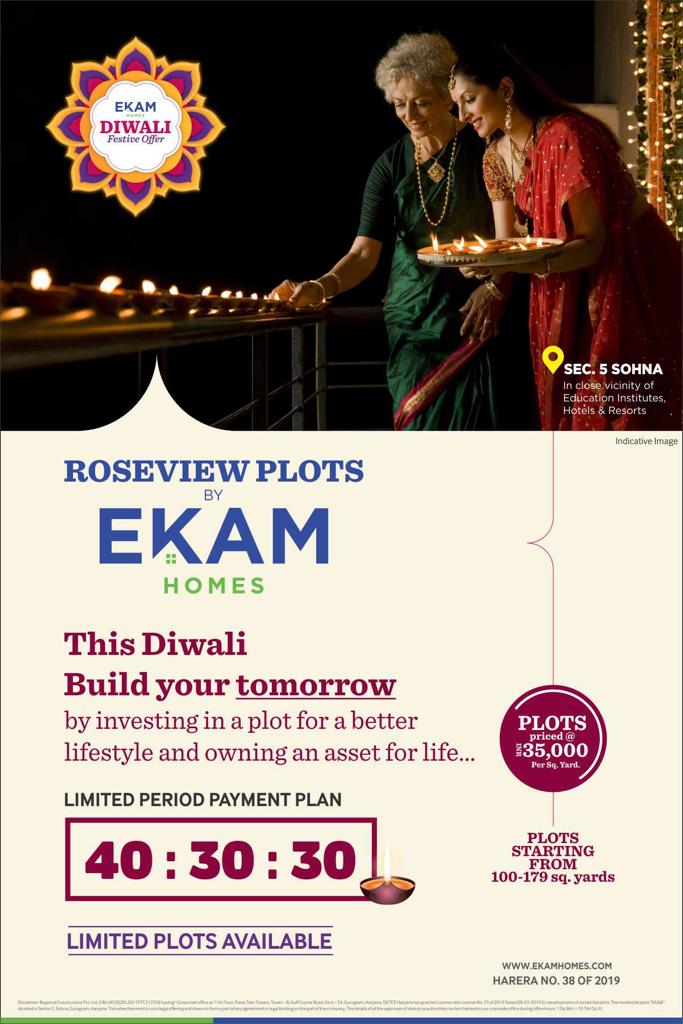 EKAM
HOMES
DIWALI
Festive Offer
SEC. 5 SOHNA
In close vicinity of
Education Institutes,
Hotels & Resorts
Indicative Image
ROSEVIEW PLOTS
BY
EKAM
HOMES
This Diwali
Build your tomorrow
by investing in a plot for a better
lifestyle and owning an asset for life...
PLOTS
priced @
INR 35,000
Per Sq. Yard.
LIMITED PERIOD PAYMENT PLAN
40 : 30 : 30
PLOTS
STARTING
FROM
100-179 sq. yards
LIMITED PLOTS AVAILABLE
WWW.EKAMHOMES.COM
HARERA NO. 38 OF 2019